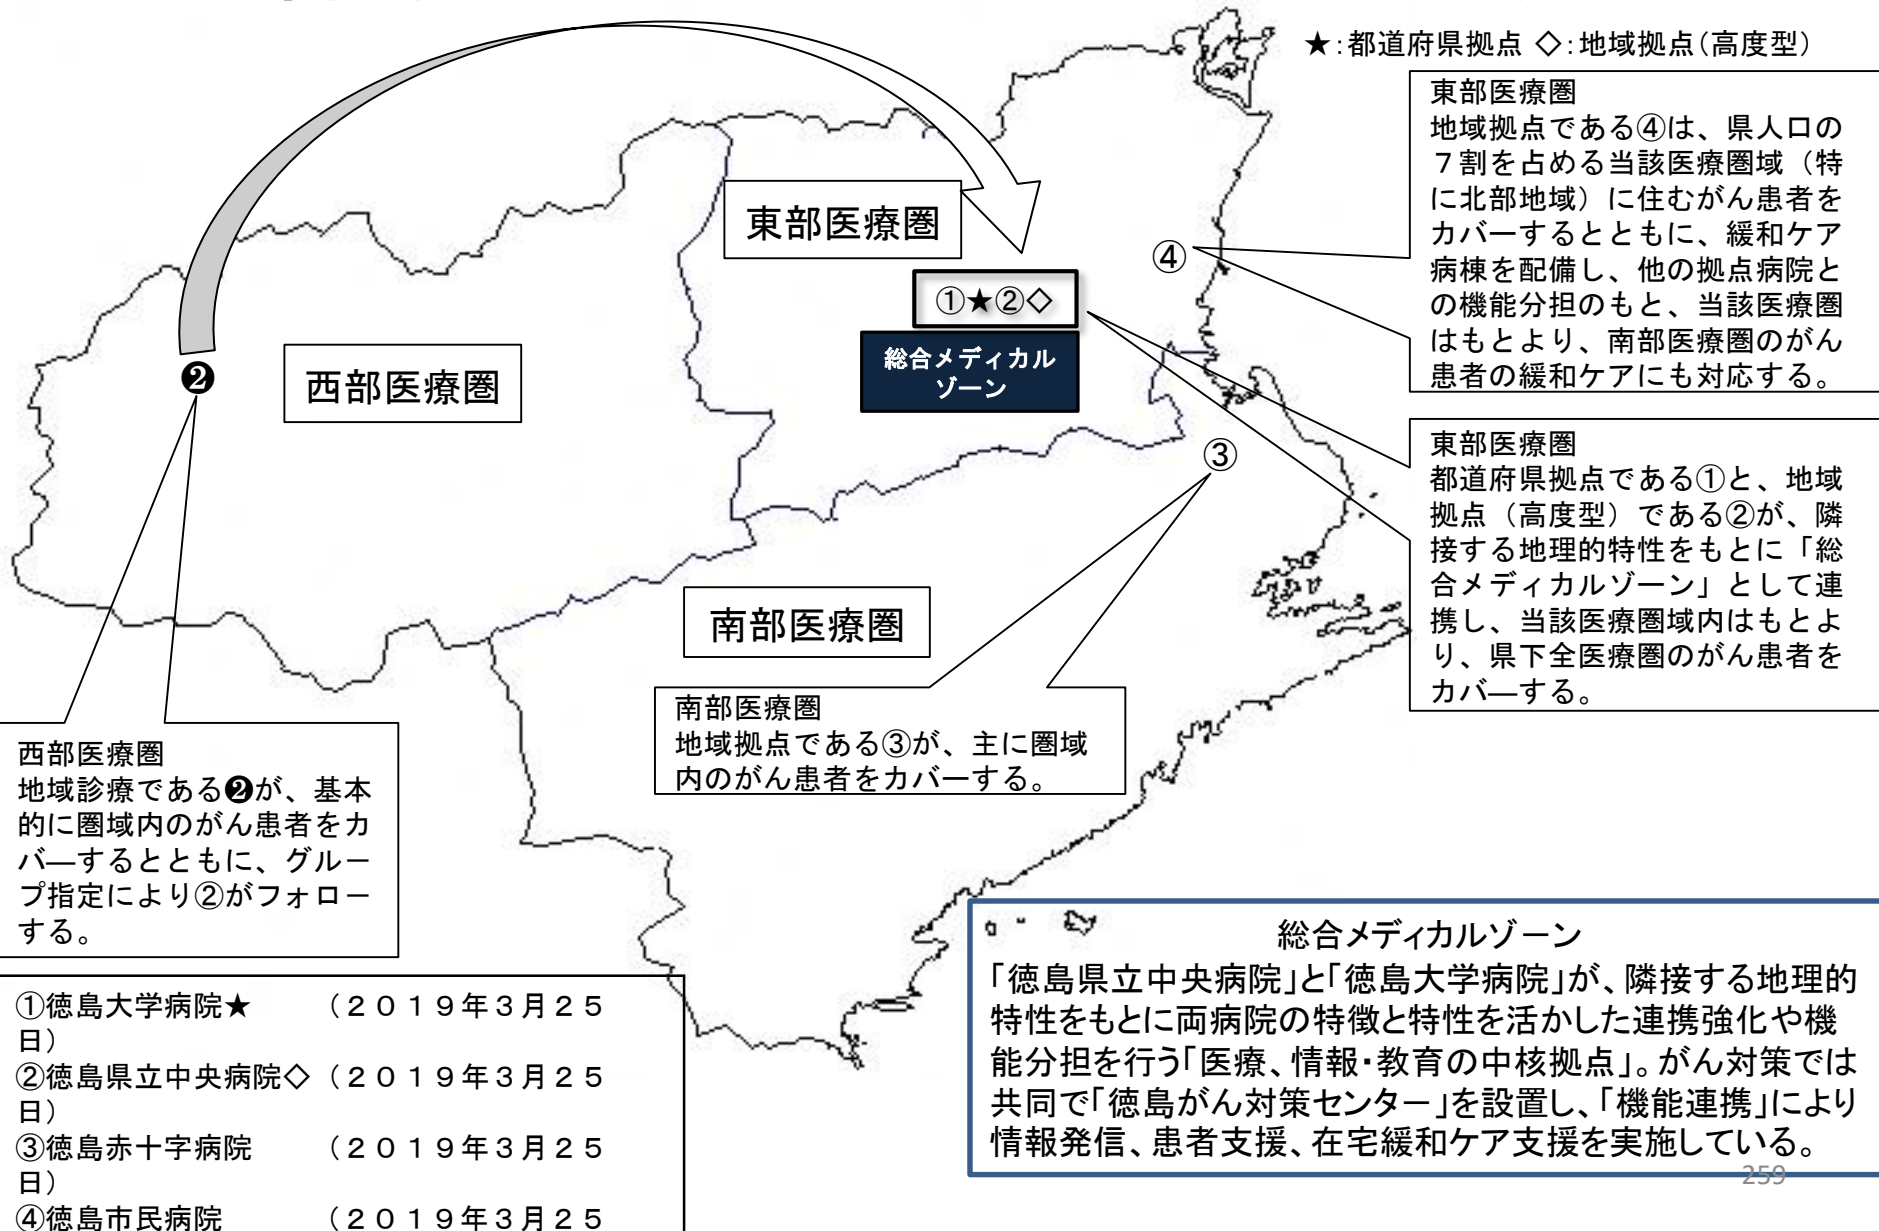 ★：都道府県拠点 ◇：地域拠点（高度型）
東部医療圏
地域拠点である④は、県人口の
７割を占める当該医療圏域（特
に北部地域）に住むがん患者を
カバーするとともに、緩和ケア
病棟を配備し、他の拠点病院と
の機能分担のもと、当該医療圏
はもとより、南部医療圏のがん
患者の緩和ケアにも対応する。
東部医療圏
④
①★②◇
総合メディカル
ゾーン
❷
西部医療圏
③
東部医療圏
都道府県拠点である①と、地域
拠点（高度型）である②が、隣
接する地理的特性をもとに「総
合メディカルゾーン」として連
携し、当該医療圏域内はもとよ
り、県下全医療圏のがん患者を
カバ―する。
南部医療圏
南部医療圏
地域拠点である③が、主に圏域
内のがん患者をカバーする。
西部医療圏
地域診療である❷が、基本
的に圏域内のがん患者をカ
バ―するとともに、グルー
プ指定により②がフォロー
する。
総合メディカルゾーン
「徳島県立中央病院」と「徳島大学病院」が、隣接する地理的
特性をもとに両病院の特徴と特性を活かした連携強化や機
能分担を行う「医療、情報・教育の中核拠点」。がん対策では
共同で「徳島がん対策センター」を設置し、「機能連携」により
情報発信、患者支援、在宅緩和ケア支援を実施している。
259
①徳島大学病院★ （２０１９年３月２５
日）
②徳島県立中央病院◇ （２０１９年３月２５
日）
③徳島赤十字病院 （２０１９年３月２５
日）
④徳島市民病院 （２０１９年３月２５